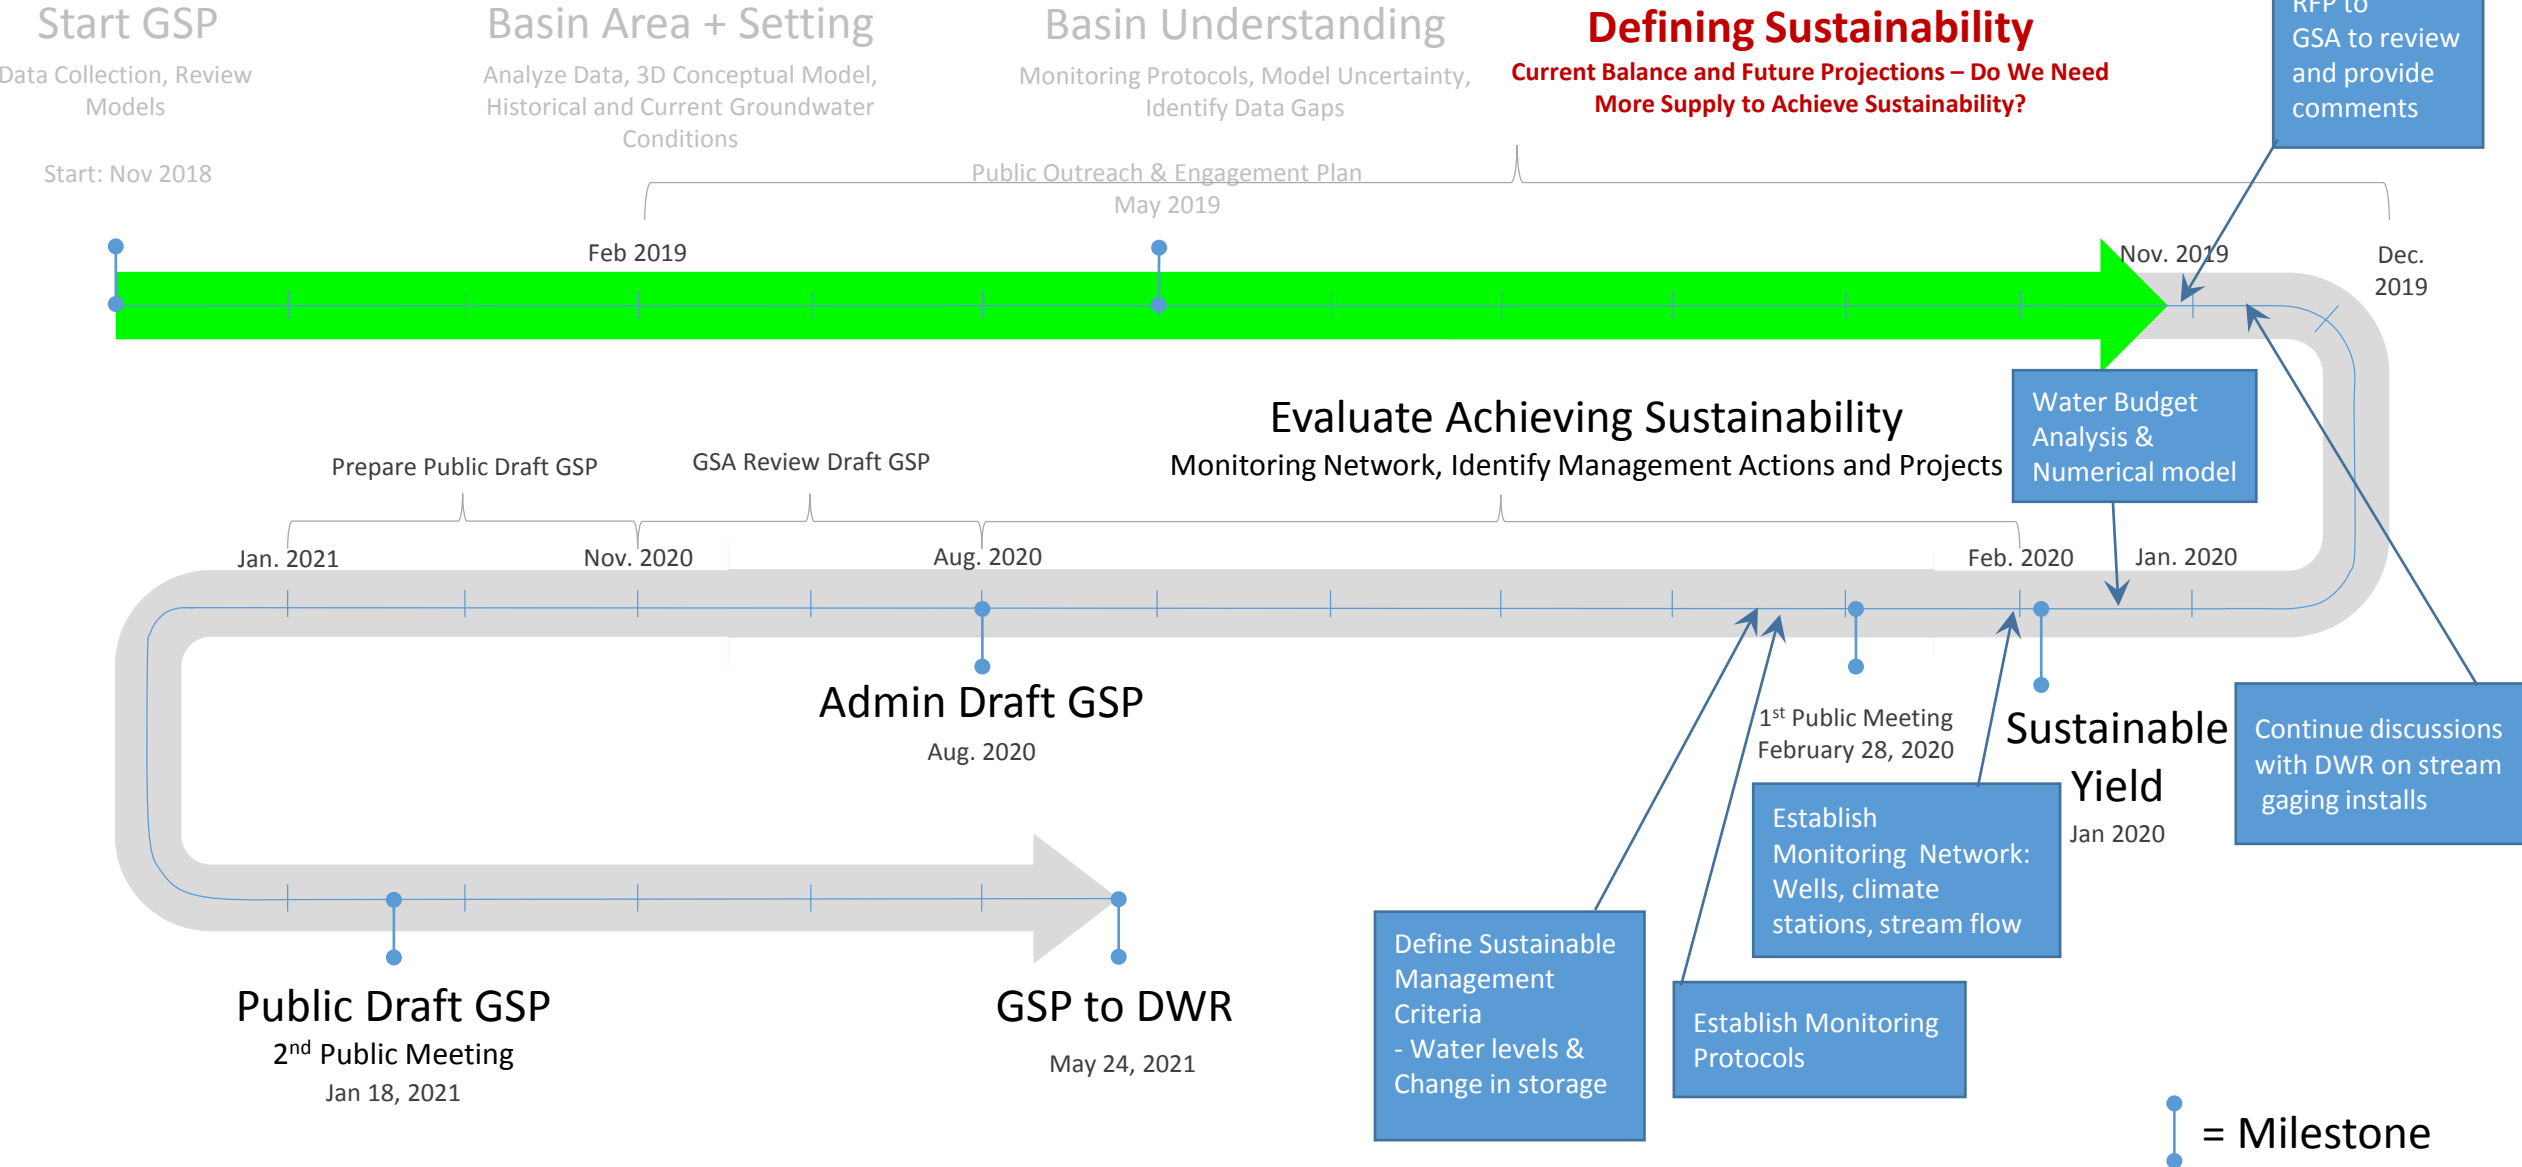 Start GSP
Data Collection, Review
Models
Start: Nov 2018
Basin Area + Setting
Analyze Data, 3D Conceptual Model,
Historical and Current Groundwater
Conditions
Basin Understanding
Monitoring Protocols, Model Uncertainty,
Identify Data Gaps
Public Outreach & Engagement Plan
May 2019
Defining Sustainability
Current Balance and Future Projections – Do We Need
More Supply to Achieve Sustainability?
RFP to
GSA to review
and provide
comments
Feb 2019
Nov. 2019
Dec.
2019
Evaluate Achieving Sustainability
Monitoring Network, Identify Management Actions and Projects
Water Budget
Analysis &
Numerical model
Prepare Public Draft GSP
GSA Review Draft GSP
Jan. 2021
Nov. 2020
Aug. 2020
Feb. 2020
Jan. 2020
Admin Draft GSP
Aug. 2020
1st Public Meeting
February 28, 2020
Sustainable
Yield
Jan 2020
Continue discussions
with DWR on stream
gaging installs
Establish
Monitoring Network:
Wells, climate
stations, stream flow
Define Sustainable
Management
Criteria
- Water levels &
Change in storage
Establish Monitoring
Protocols
Public Draft GSP
2nd Public Meeting
Jan 18, 2021
GSP to DWR
May 24, 2021
= Milestone